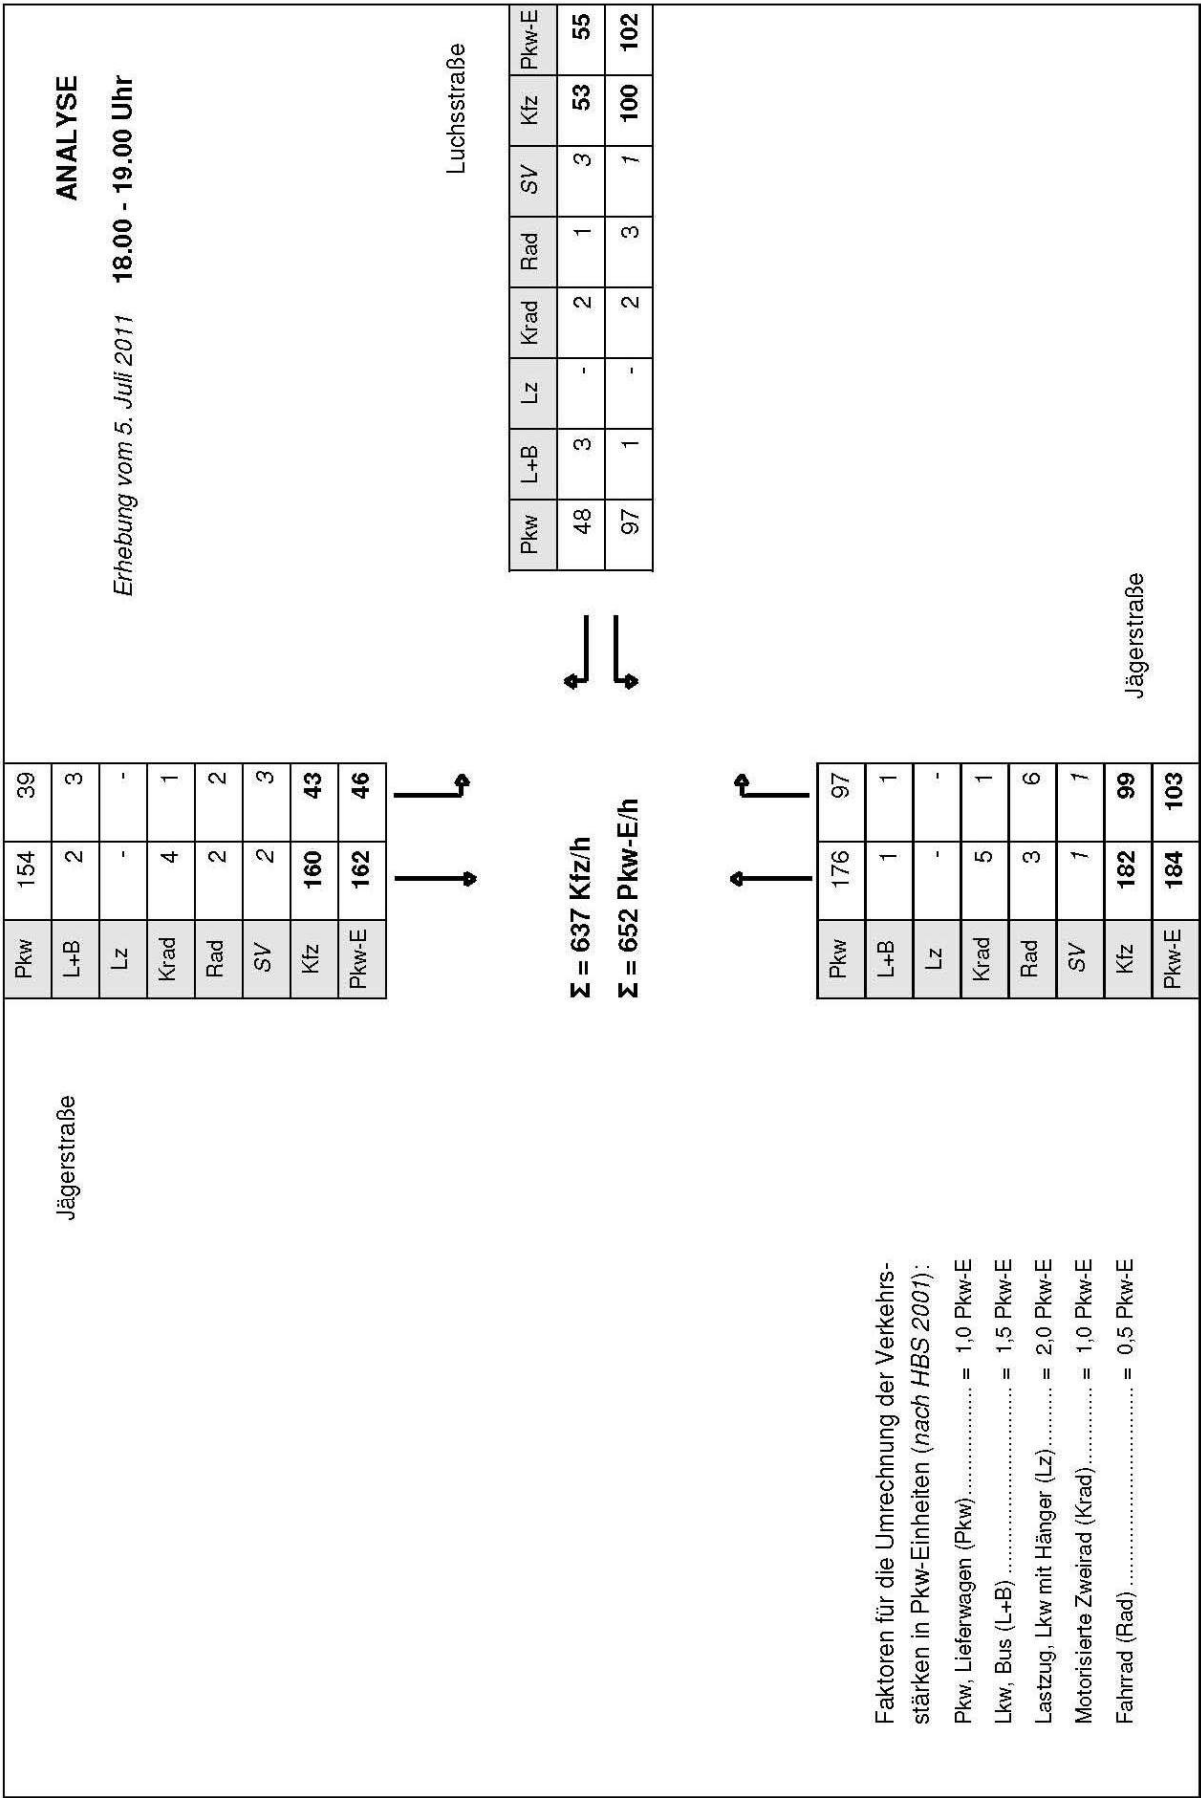 ANALYSE
Erhebung vom 5. Juli 2011 18.00 - 19.00 Uhr
Jägerstraße
Pkw 154 39
L+B 2 3
Lz - -
Krad 4 1
Rad 2 2
SV 2 3
Kfz 160 43
Pkw-E 162 46
Luchsstraße
Pkw L+B Lz Krad Rad SV Kfz Pkw-E
48 3 - 2 1 3 53 55
97 1 - 2 3 1 100 102
Σ = 637 Kfz/h
Σ = 652 Pkw-E/h
Pkw 176 97
L+B 1 1
Lz - -
Krad 5 1
Rad 3 6
SV 1 1
Kfz 182 99
Pkw-E 184 103
Jägerstraße
Faktoren für die Umrechnung der Verkehrs-
stärken in Pkw-Einheiten (nach HBS 2001):
Pkw, Lieferwagen (Pkw)................... = 1,0 Pkw-E
Lkw, Bus (L+B) ................................ = 1,5 Pkw-E
Lastzug, Lkw mit Hänger (Lz)........... = 2,0 Pkw-E
Motorisierte Zweirad (Krad)............. = 1,0 Pkw-E
Fahrrad (Rad) ................................... = 0,5 Pkw-E